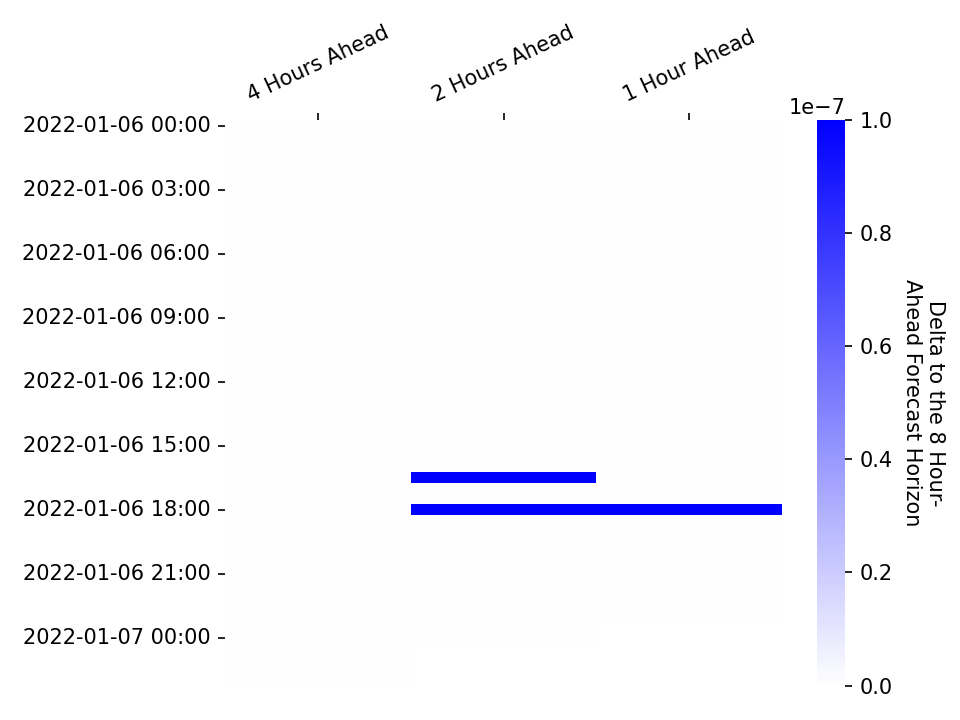 4 Hours Ahead
2 Hours Ahead
1 Hour Ahead
1e−7
2022-01-06 00:00
2022-01-06 03:00
2022-01-06 06:00
2022-01-06 09:00
2022-01-06 12:00
2022-01-06 15:00
2022-01-06 18:00
2022-01-06 21:00
2022-01-07 00:00
1.0
0.8
0.6
0.4
0.2
0.0
Delta to the 8 Hour-
Ahead Forecast Horizon